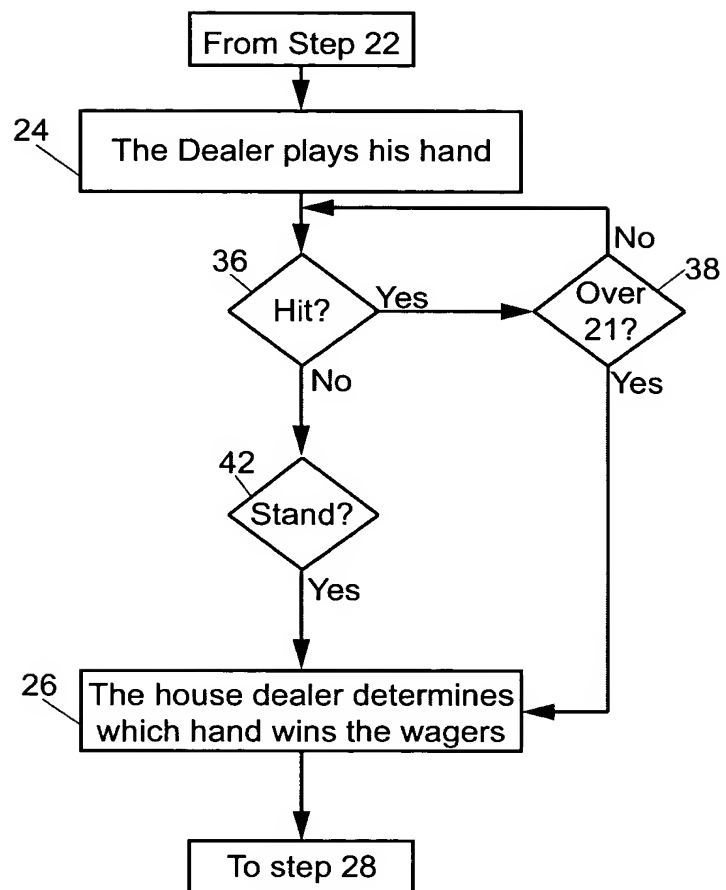 From Step 22
24
The Dealer plays his hand
No
36
38
Hit?
Yes
Over
21?
No
Yes
42
Stand?
Yes
26
The house dealer determines
which hand wins the wagers
To step 28